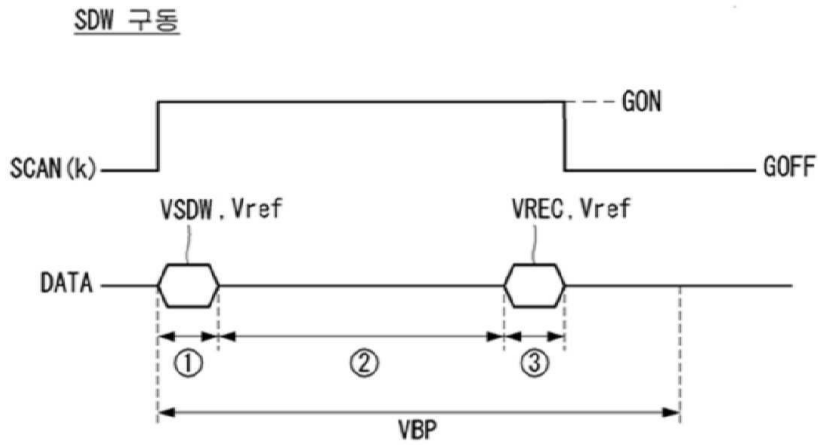 SDW 구동
GON
SCAN(k)
GOFF
VSDW, Vref
VREC, Vref
DATA
① ② ③
VBP